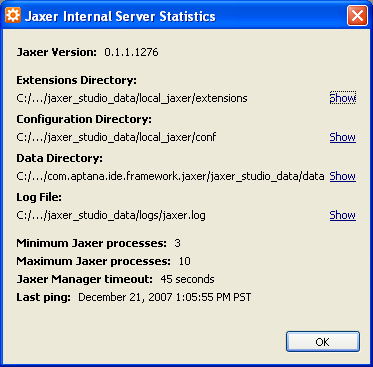 Jaxer Internal Server Statistics
Jaxer Version: 0.1.1.1276
Extensions Directory:
C:/.../jaxer_studio_data/local_jaxer/extensions Show
Configuration Directory:
C:/.../jaxer_studio_data/local_jaxer/conf Show
Data Directory:
C:/.../com.aptana.ide.framework.jaxer/jaxer_studio_data/data Show
Log File:
C:/.../jaxer_studio_data/logs/jaxer.log Show
Minimum Jaxer processes: 3
Maximum Jaxer processes: 10
Jaxer Manager timeout: 45 seconds
Last ping: December 21, 2007 1:05:55 PM PST
OK